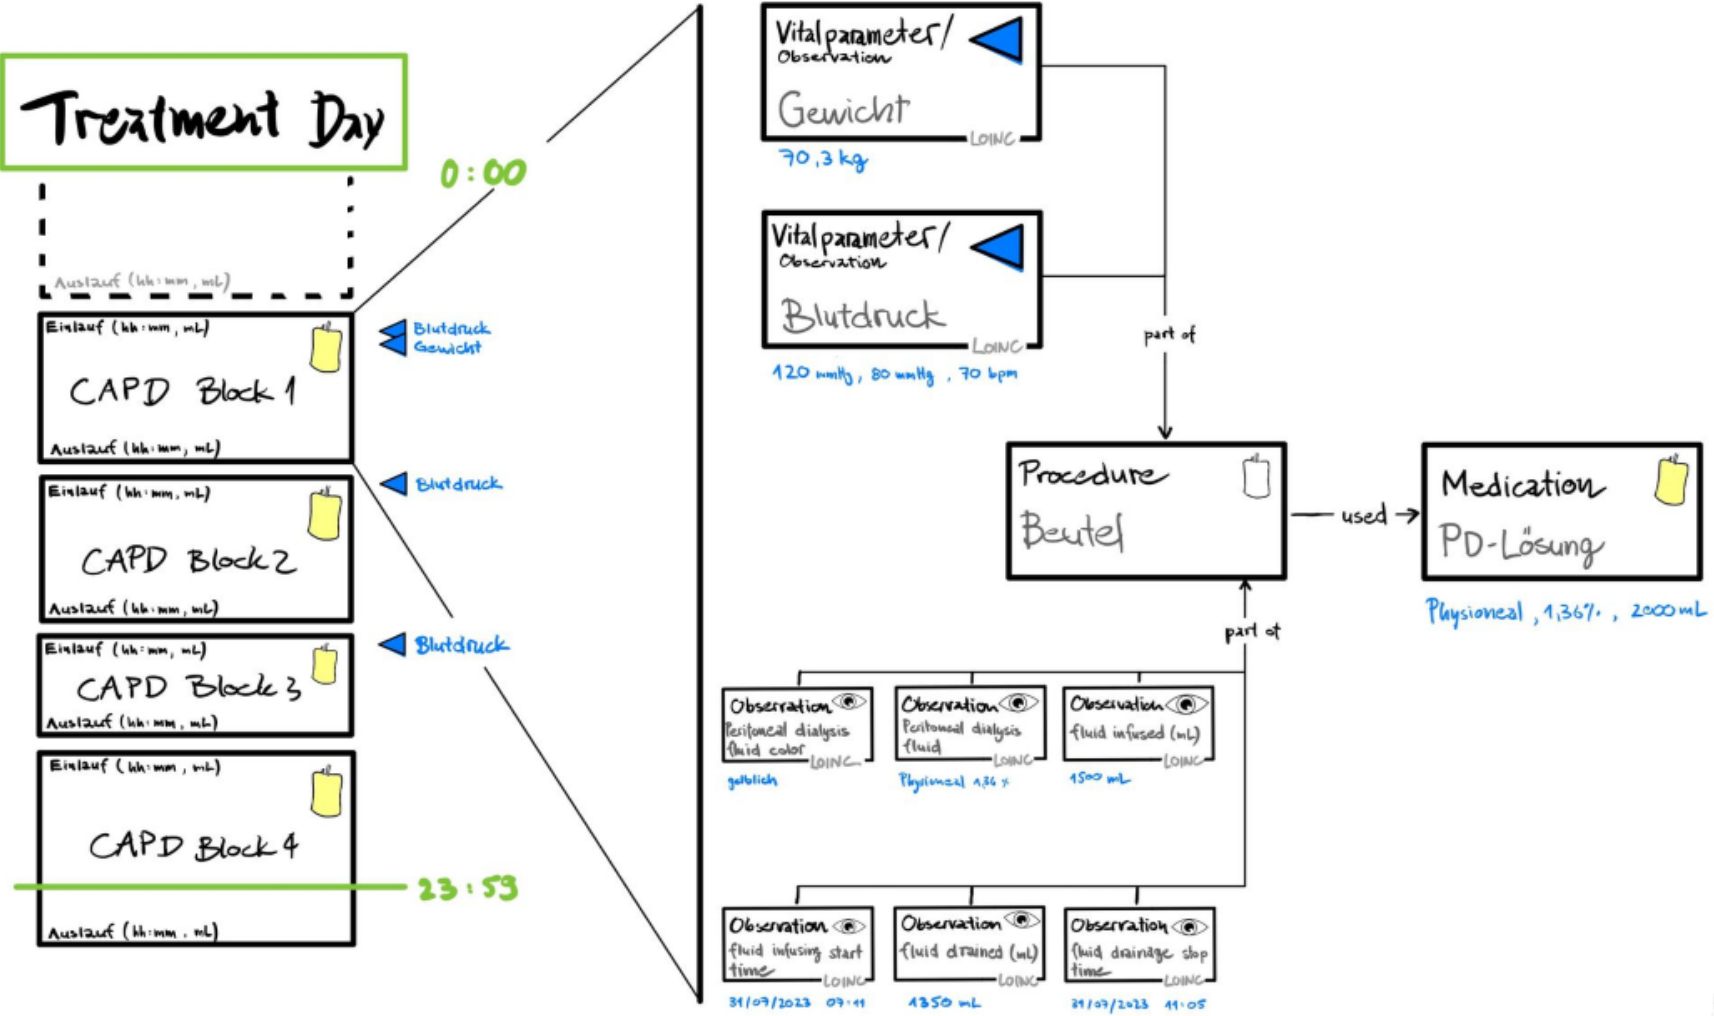 Treatment Day
0:00
Auslauf (hh:mm, mL)
Einlauf (hh:mm, mL)
CAPD Block 1
Auslauf (hh:mm, mL)
Blutdruck
Gewicht
Einlauf (hh:mm, mL)
CAPD Block 2
Auslauf (hh:mm, mL)
Blutdruck
Einlauf (hh:mm, mL)
CAPD Block 3
Auslauf (hh:mm, mL)
Blutdruck
Einlauf (hh:mm, mL)
CAPD Block 4
23:59
Auslauf (hh:mm, mL)
Vitalparameter/
Observation
Gewicht
LOINC
70,3 kg
Vitalparameter/
Observation
Blutdruck
LOINC
120 mmHg, 80 mmHg, 70 bpm
part of
Procedure
Beutel
used
Medication
PD-Lösung
Physioneal, 1,36%, 2000 mL
part of
Observation
Peritoneal dialysis
fluid color
LOINC
gelblich
Observation
Peritoneal dialysis
fluid
LOINC
Physioneal 1,36 %
Observation
fluid infused (mL)
LOINC
1500 mL
Observation
fluid infusing start
time
LOINC
31/07/2023 07:11
Observation
fluid drained (mL)
LOINC
1350 mL
Observation
fluid drainage stop
time
LOINC
31/07/2023 11:05